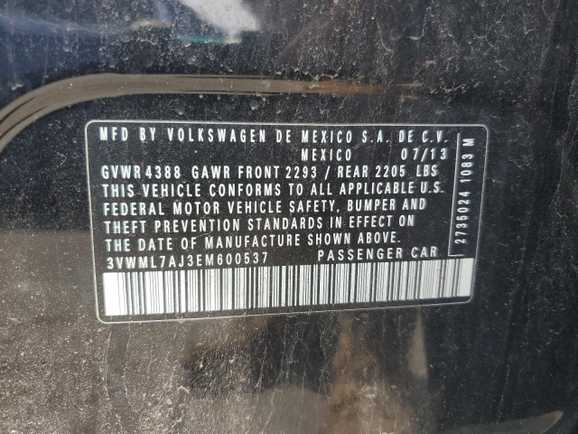 MFD BY VOLKSWAGEN DE MEXICO S.A. DE C.V.
MEXICO 07/13
GVWR 4388 GAWR FRONT 2293 / REAR 2205 LBS
THIS VEHICLE CONFORMS TO ALL APPLICABLE U.S.
FEDERAL MOTOR VEHICLE SAFETY, BUMPER AND
THEFT PREVENTION STANDARDS IN EFFECT ON
THE DATE OF MANUFACTURE SHOWN ABOVE.
3VWML7AJ3EM600537 PASSENGER CAR
2735024 1083 M